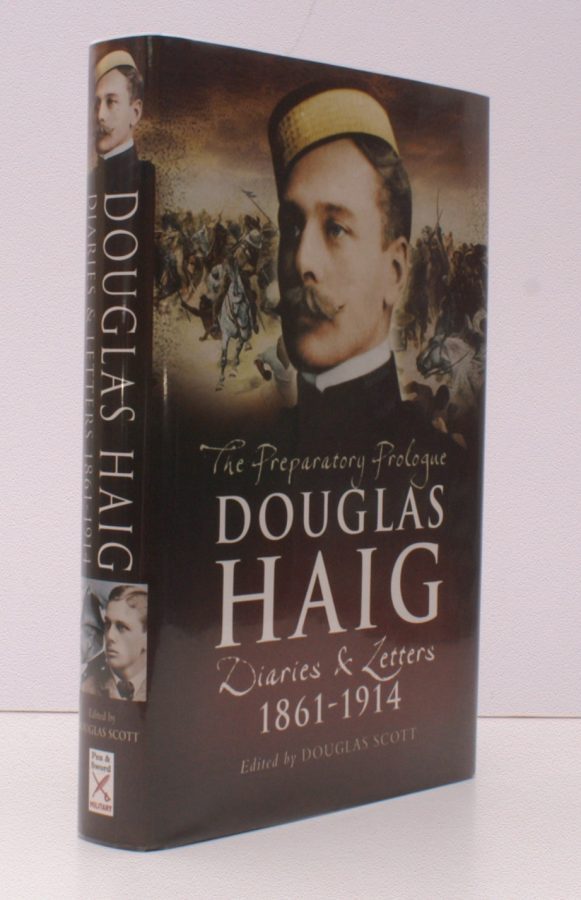 The Preparatory Prologue
DOUGLAS
HAIG
Diaries & Letters
1861-1914
Edited by DOUGLAS SCOTT
DOUGLAS HAIG
DIARIES & LETTERS 1861-1914
Edited by
DOUGLAS SCOTT
Pen &
Sword
MILITARY